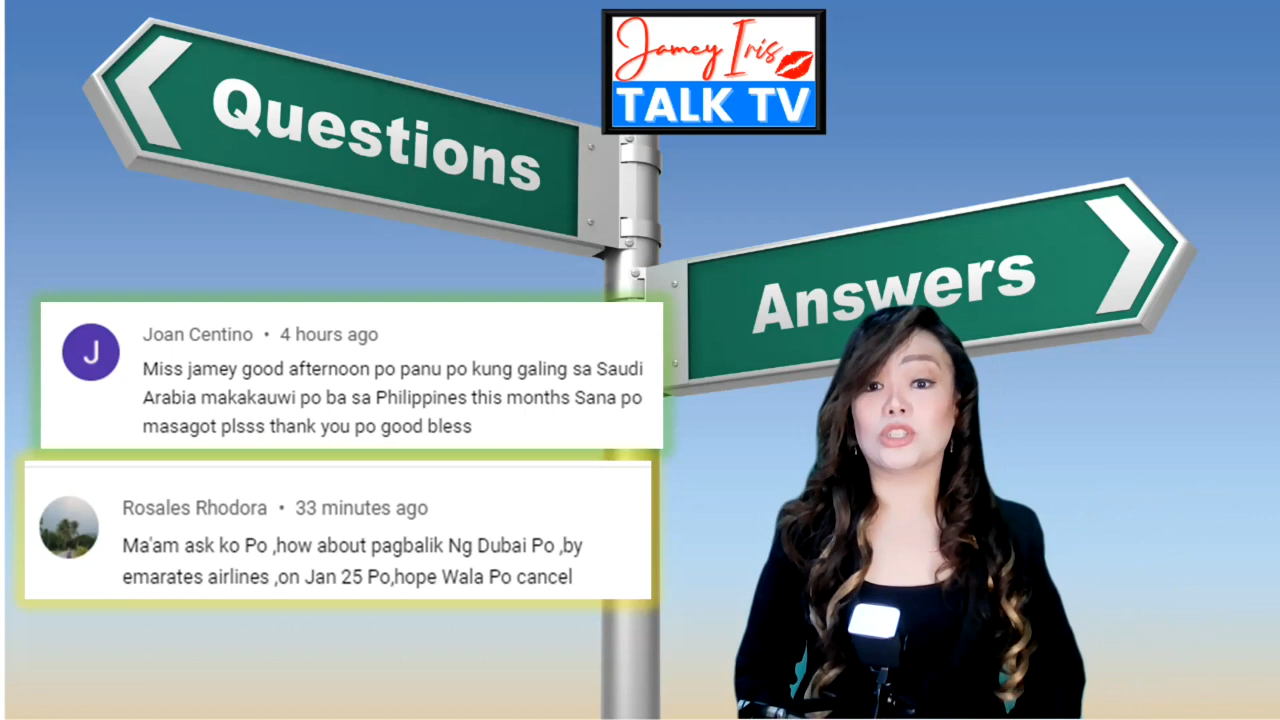 Jamey Iris
TALK TV
Questions
Answers
J
Joan Centino • 4 hours ago
Miss jamey good afternoon po panu po kung galing sa Saudi
Arabia makakauwi po ba sa Philippines this months Sana po
masagot plsss thank you po good bless
Rosales Rhodora • 33 minutes ago
Ma'am ask ko Po ,how about pagbalik Ng Dubai Po ,by
emarates airlines ,on Jan 25 Po,hope Wala Po cancel